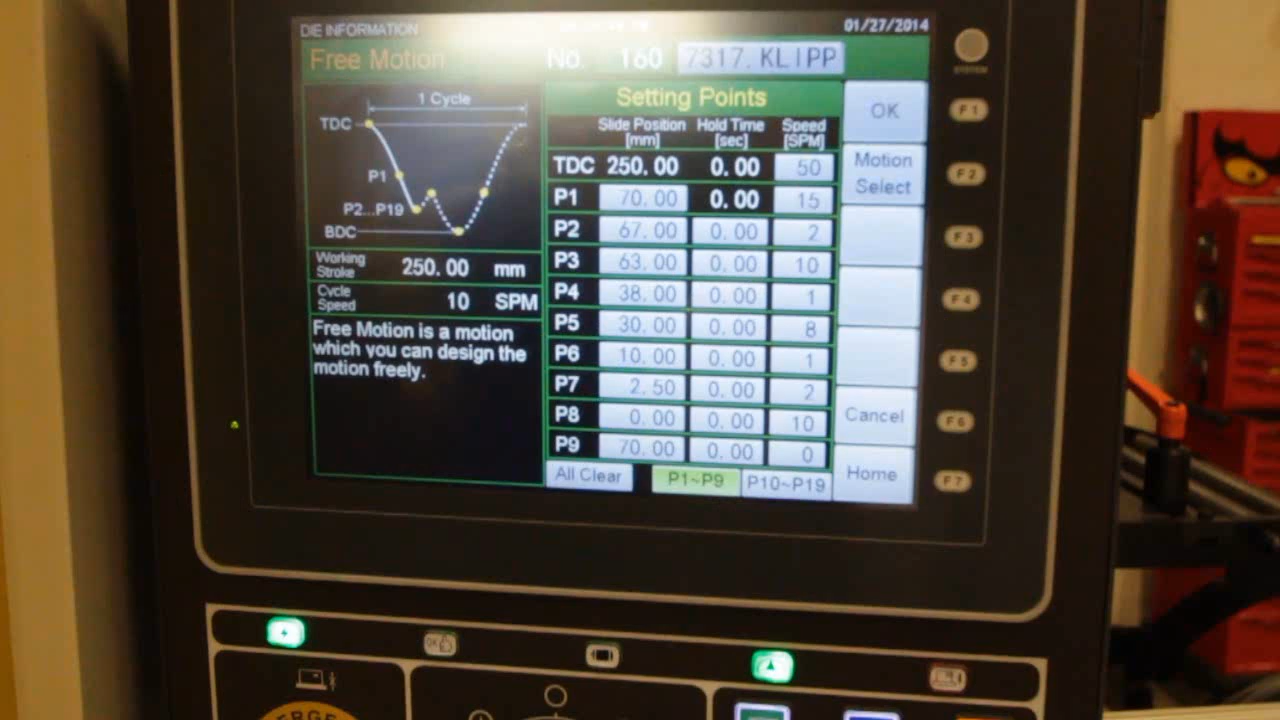 DIE INFORMATION 01/27/2014
Free Motion No. 160 7317. KLIPP
1 Cycle
TDC
P1
P2...P19
BDC
Working Stroke 250.00 mm
Cycle Speed 10 SPM
Free Motion is a motion
which you can design the
motion freely.
Setting Points
Slide Position [mm] Hold Time [sec] Speed [SPM]
TDC 250.00 0.00 50
P1 70.00 0.00 15
P2 67.00 0.00 2
P3 63.00 0.00 10
P4 38.00 0.00 1
P5 30.00 0.00 8
P6 10.00 0.00 1
P7 2.50 0.00 2
P8 0.00 0.00 10
P9 70.00 0.00 0
All Clear P1~P9 P10~P19
OK
Motion
Select
Cancel
Home
SYSTEM
F1
F2
F3
F4
F5
F6
F7
OK